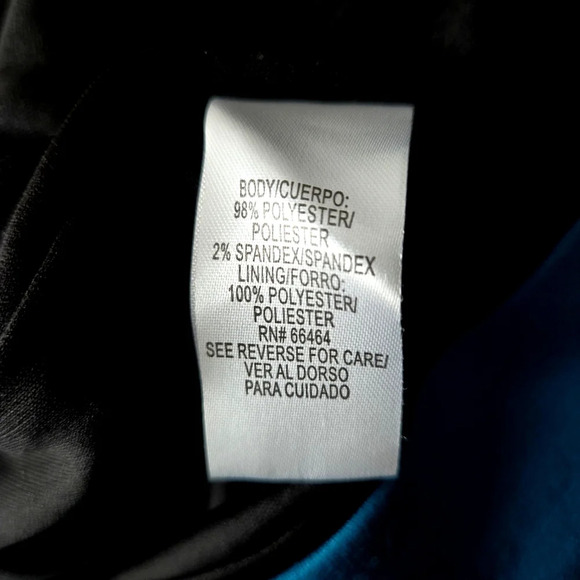 BODY/CUERPO:
98% POLYESTER/
POLIESTER
2% SPANDEX/SPANDEX
LINING/FORRO:
100% POLYESTER/
POLIESTER
RN# 66464
SEE REVERSE FOR CARE/
VER AL DORSO
PARA CUIDADO